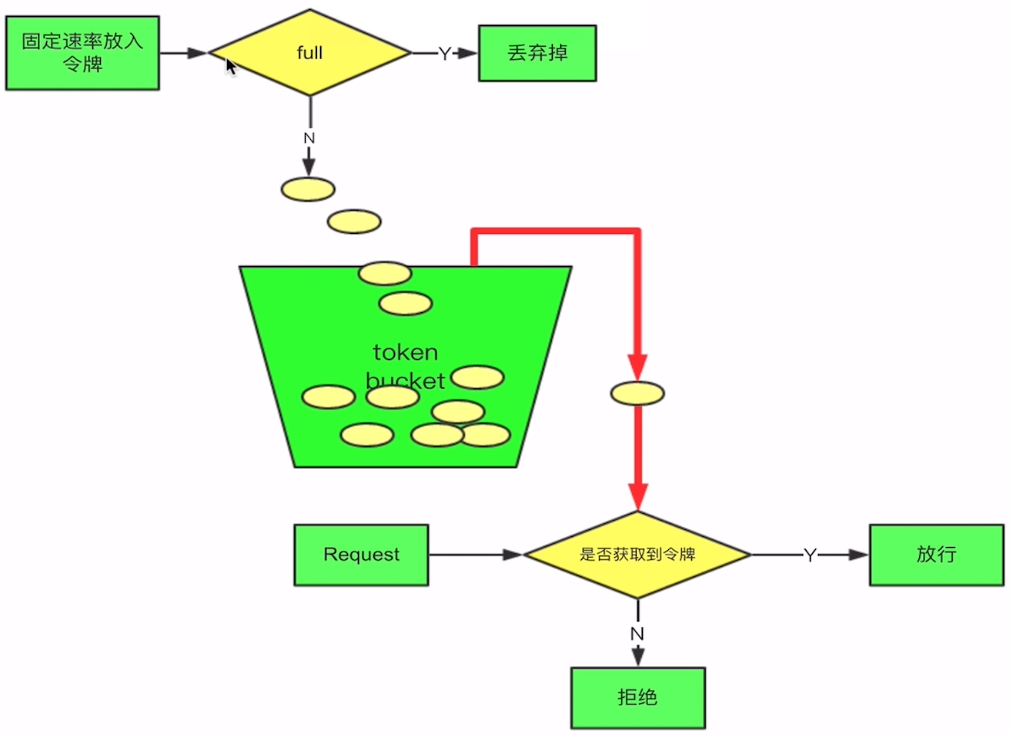 固定速率放入
令牌
full
Y
丢弃掉
N
token
bucket
Request
是否获取到令牌
Y
放行
N
拒绝